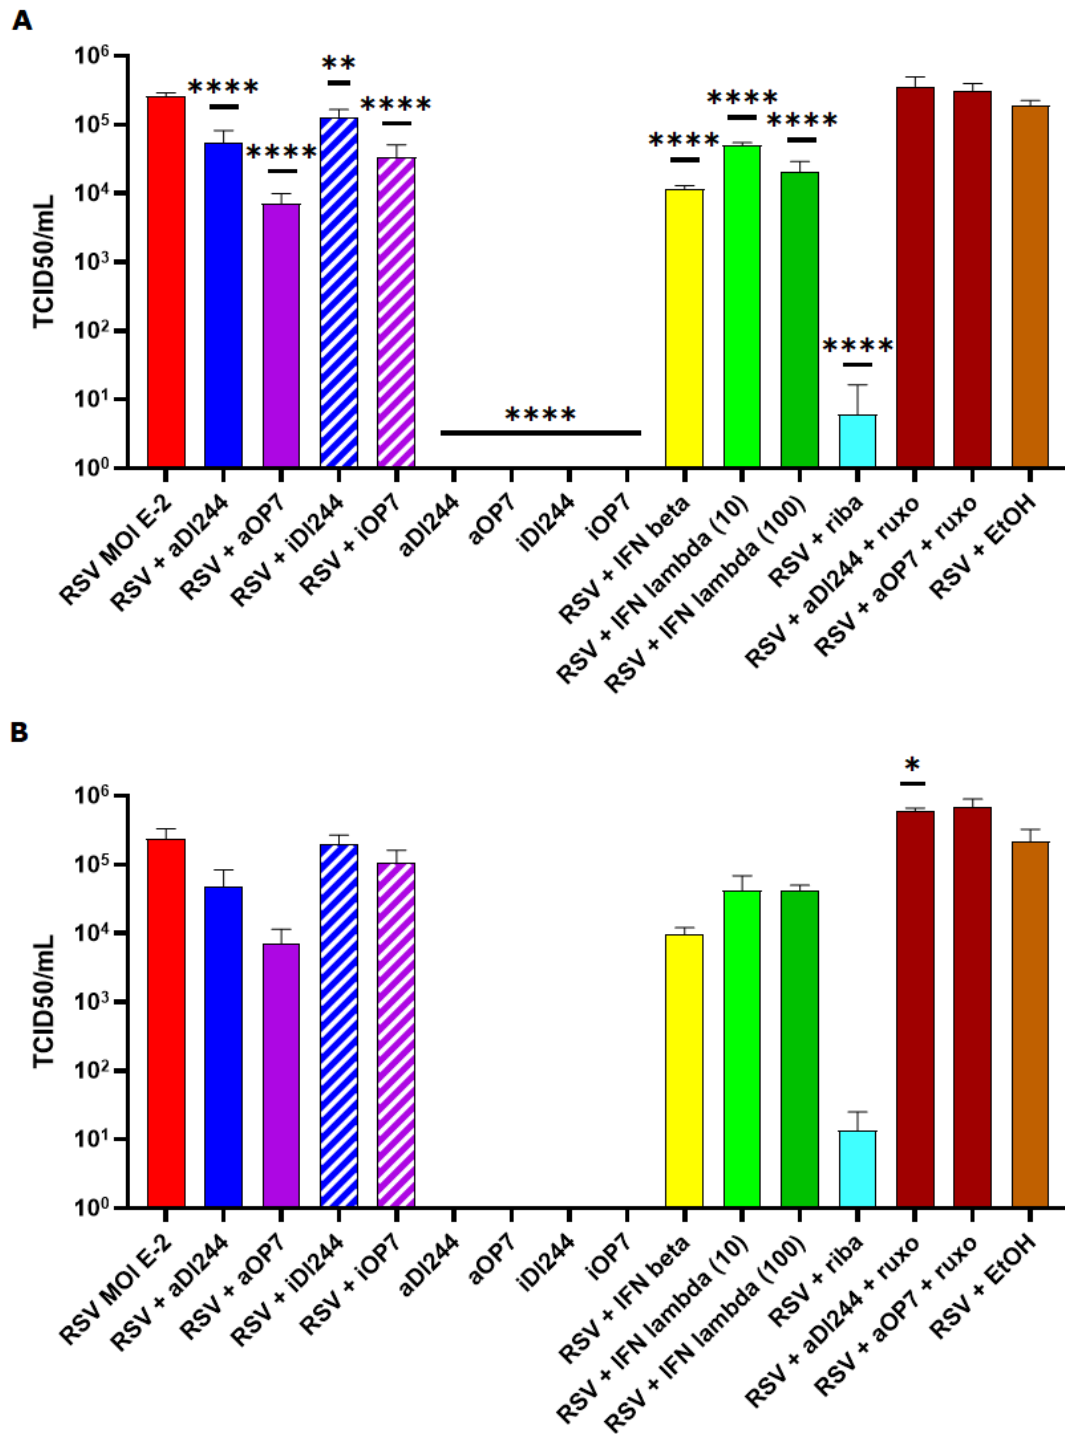 A
10⁶
10⁵
10⁴
10³
10²
10¹
10⁰
TCID50/mL
****
****
**
****
****
****
****
****
****
RSV MOI E-2
RSV + aDI244
RSV + aOP7
RSV + iDI244
RSV + iOP7
aDI244
aOP7
iDI244
iOP7
RSV + IFN beta
RSV + IFN lambda (10)
RSV + IFN lambda (100)
RSV + riba
RSV + aDI244 + ruxo
RSV + aOP7 + ruxo
RSV + EtOH
B
10⁶
10⁵
10⁴
10³
10²
10¹
10⁰
TCID50/mL
*
RSV MOI E-2
RSV + aDI244
RSV + aOP7
RSV + iDI244
RSV + iOP7
aDI244
aOP7
iDI244
iOP7
RSV + IFN beta
RSV + IFN lambda (10)
RSV + IFN lambda (100)
RSV + riba
RSV + aDI244 + ruxo
RSV + aOP7 + ruxo
RSV + EtOH